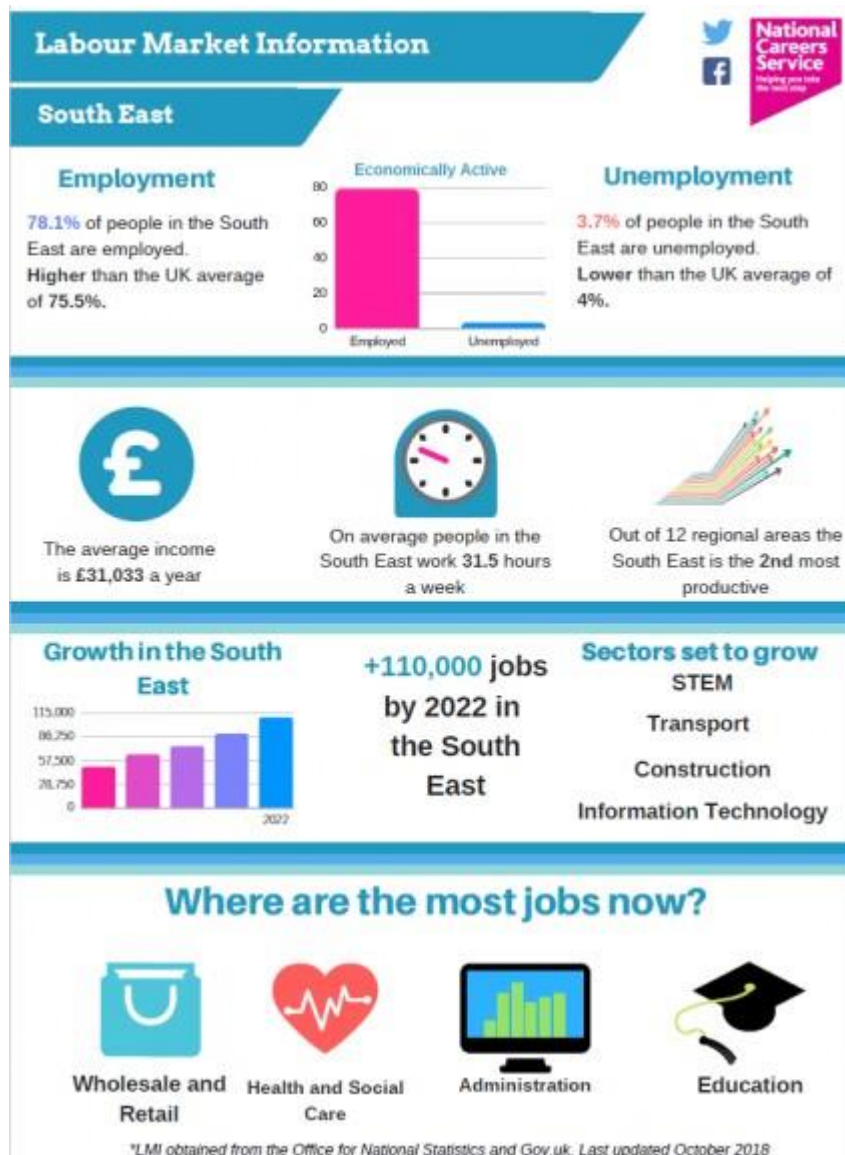 Labour Market Information
National
Careers
Service
Helping you take
the next step
South East
Employment
78.1% of people in the South
East are employed.
Higher than the UK average
of 75.5%.
Economically Active
80
60
40
20
0
Employed
Unemployed
Unemployment
3.7% of people in the South
East are unemployed.
Lower than the UK average of
4%.
£
The average income
is £31,033 a year
On average people in the
South East work 31.5 hours
a week
Out of 12 regional areas the
South East is the 2nd most
productive
Growth in the South
East
115,000
86,250
57,500
28,750
0
2022
+110,000 jobs
by 2022 in
the South
East
Sectors set to grow
STEM
Transport
Construction
Information Technology
Where are the most jobs now?
Wholesale and
Retail
Health and Social
Care
Administration
Education
*LMI obtained from the Office for National Statistics and Gov.uk. Last updated October 2018